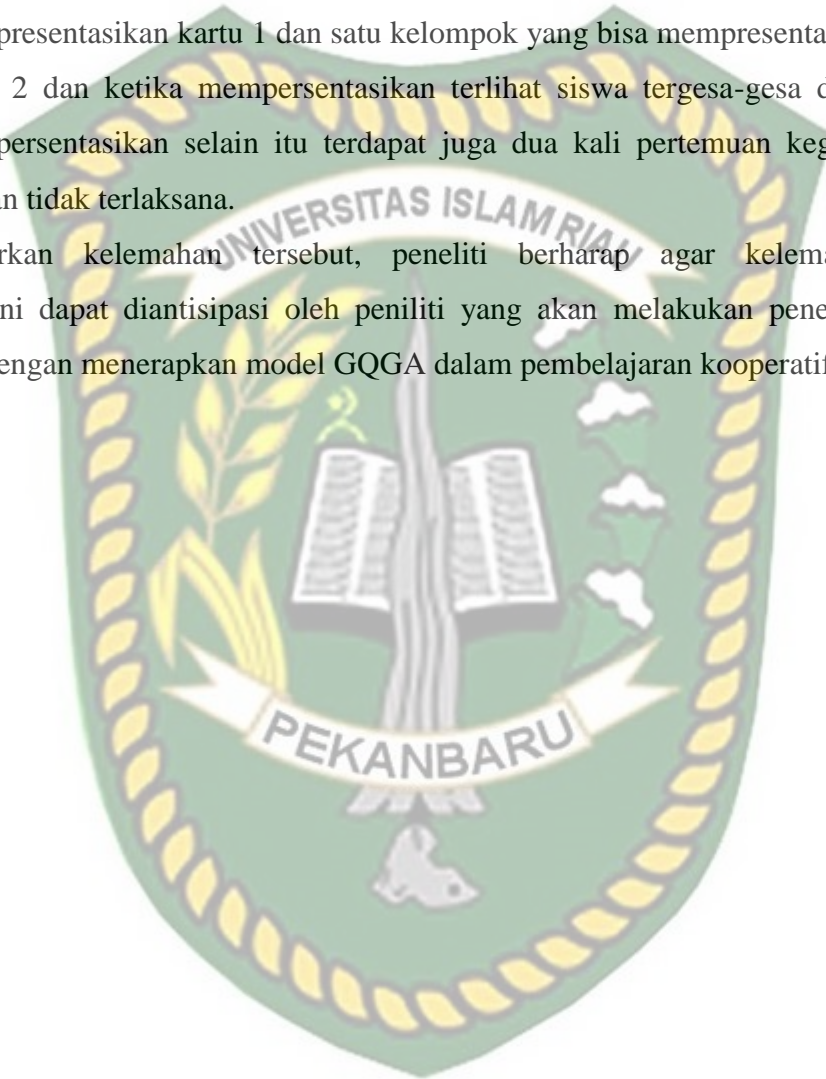 presentasikan kartu 1 dan satu kelompok yang bisa mempresenta
2 dan ketika mempersentasikan terlihat siswa tergesa-gesa d
persentasikan selain itu terdapat juga dua kali pertemuan keg
an tidak terlaksana.
rkan kelemahan tersebut, peneliti berharap agar kelema
ni dapat diantisipasi oleh peniliti yang akan melakukan pene
engan menerapkan model GQGA dalam pembelajaran kooperatif
UNIVERSITAS ISLAM RIAU
PEKANBARU